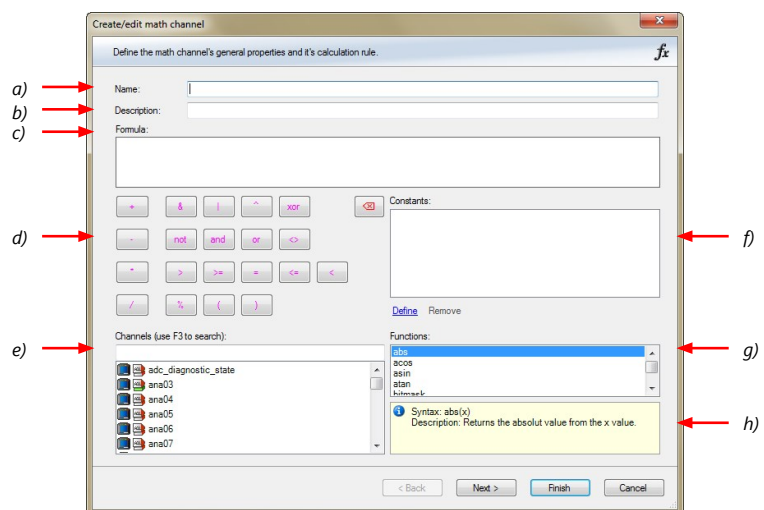 Create/edit math channel
Define the math channel's general properties and it's calculation rule.
fx
a)
Name:
b)
Description:
c)
Formula:
+ & | ^ xor
Constants:
d)
- not and or <>
f)
* > >= = <= <
/ % ( )
Define Remove
e)
Channels (use F3 to search):
adc_diagnostic_state
ana03
ana04
ana05
ana06
ana07
Functions:
g)
abs
acos
asin
atan
bitmask
h)
Syntax: abs(x)
Description: Returns the absolut value from the x value.
< Back Next > Finish Cancel